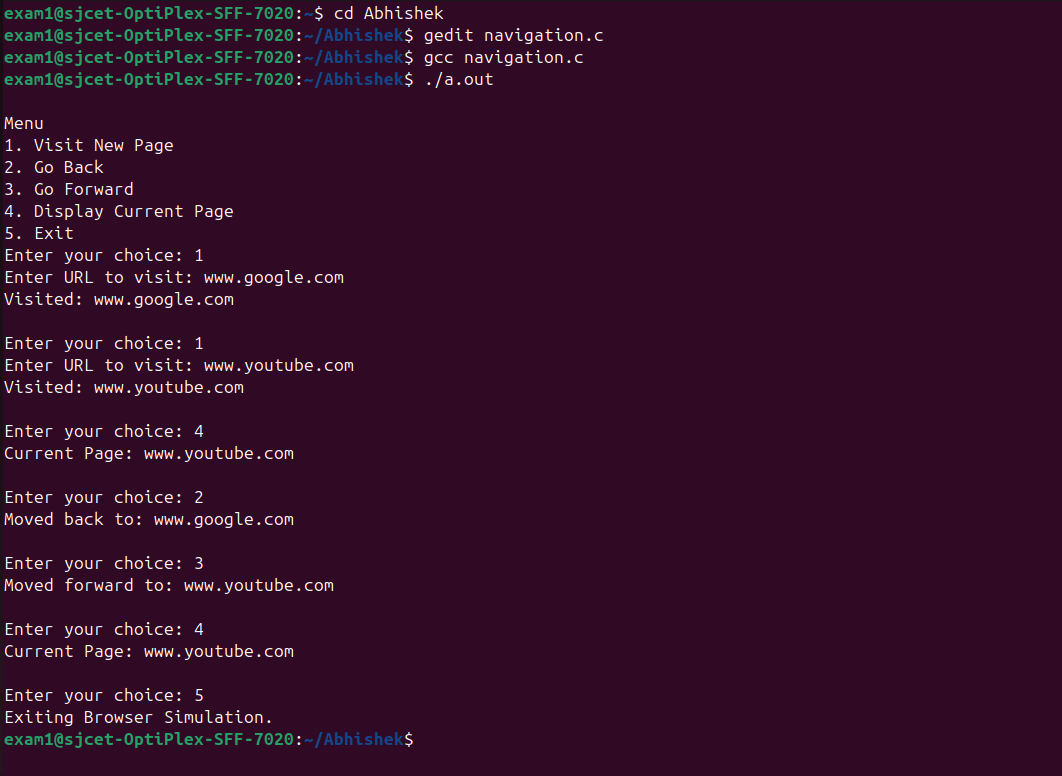 exam1@sjcet-OptiPlex-SFF-7020:~$ cd Abhishek
exam1@sjcet-OptiPlex-SFF-7020:~/Abhishek$ gedit navigation.c
exam1@sjcet-OptiPlex-SFF-7020:~/Abhishek$ gcc navigation.c
exam1@sjcet-OptiPlex-SFF-7020:~/Abhishek$ ./a.out

Menu
1. Visit New Page
2. Go Back
3. Go Forward
4. Display Current Page
5. Exit
Enter your choice: 1
Enter URL to visit: www.google.com
Visited: www.google.com

Enter your choice: 1
Enter URL to visit: www.youtube.com
Visited: www.youtube.com

Enter your choice: 4
Current Page: www.youtube.com

Enter your choice: 2
Moved back to: www.google.com

Enter your choice: 3
Moved forward to: www.youtube.com

Enter your choice: 4
Current Page: www.youtube.com

Enter your choice: 5
Exiting Browser Simulation.
exam1@sjcet-OptiPlex-SFF-7020:~/Abhishek$